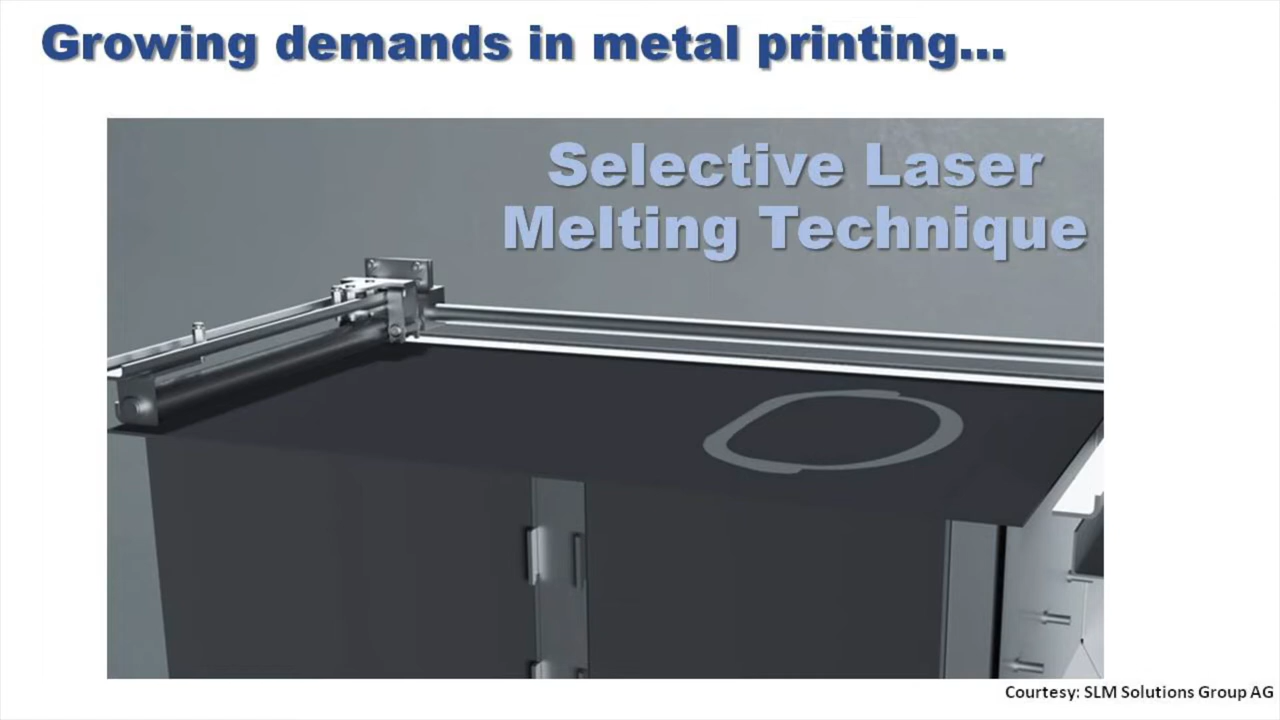 Growing demands in metal printing...
Selective Laser
Melting Technique
Courtesy: SLM Solutions Group AG